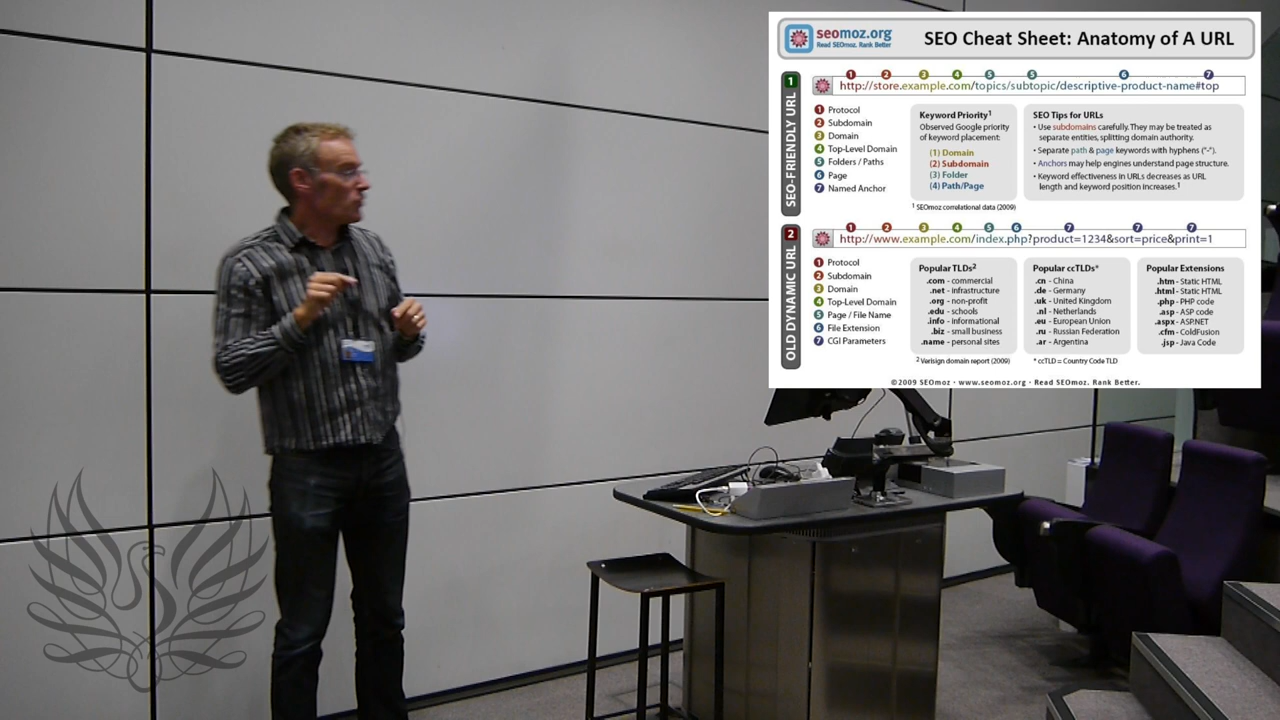 seomoz.org
Read SEOmoz. Rank Better.
SEO Cheat Sheet: Anatomy of A URL
SEO-FRIENDLY URL 1
1 2 3 4 5 5 6 7
http://store.example.com/topics/subtopic/descriptive-product-name#top
1 Protocol
2 Subdomain
3 Domain
4 Top-Level Domain
5 Folders / Paths
6 Page
7 Named Anchor
Keyword Priority1
Observed Google priority
of keyword placement:
(1) Domain
(2) Subdomain
(3) Folder
(4) Path/Page
1 SEOmoz correlational data (2009)
SEO Tips for URLs
• Use subdomains carefully. They may be treated as
separate entities, splitting domain authority.
• Separate path & page keywords with hyphens ("-").
• Anchors may help engines understand page structure.
• Keyword effectiveness in URLs decreases as URL
length and keyword position increases.1
OLD DYNAMIC URL 2
1 2 3 4 5 6 7 7 7
http://www.example.com/index.php?product=1234&sort=price&print=1
1 Protocol
2 Subdomain
3 Domain
4 Top-Level Domain
5 Page / File Name
6 File Extension
7 CGI Parameters
Popular TLDs2
.com - commercial
.net - infrastructure
.org - non-profit
.edu - schools
.info - informational
.biz - small business
.name - personal sites
2 Verisign domain report (2009)
Popular ccTLDs*
.cn - China
.de - Germany
.uk - United Kingdom
.nl - Netherlands
.eu - European Union
.ru - Russian Federation
.ar - Argentina
* ccTLD = Country Code TLD
Popular Extensions
.htm - Static HTML
.html - Static HTML
.php - PHP code
.asp - ASP code
.aspx - ASP.NET
.cfm - ColdFusion
.jsp - Java Code
©2009 SEOmoz · www.seomoz.org · Read SEOmoz. Rank Better.